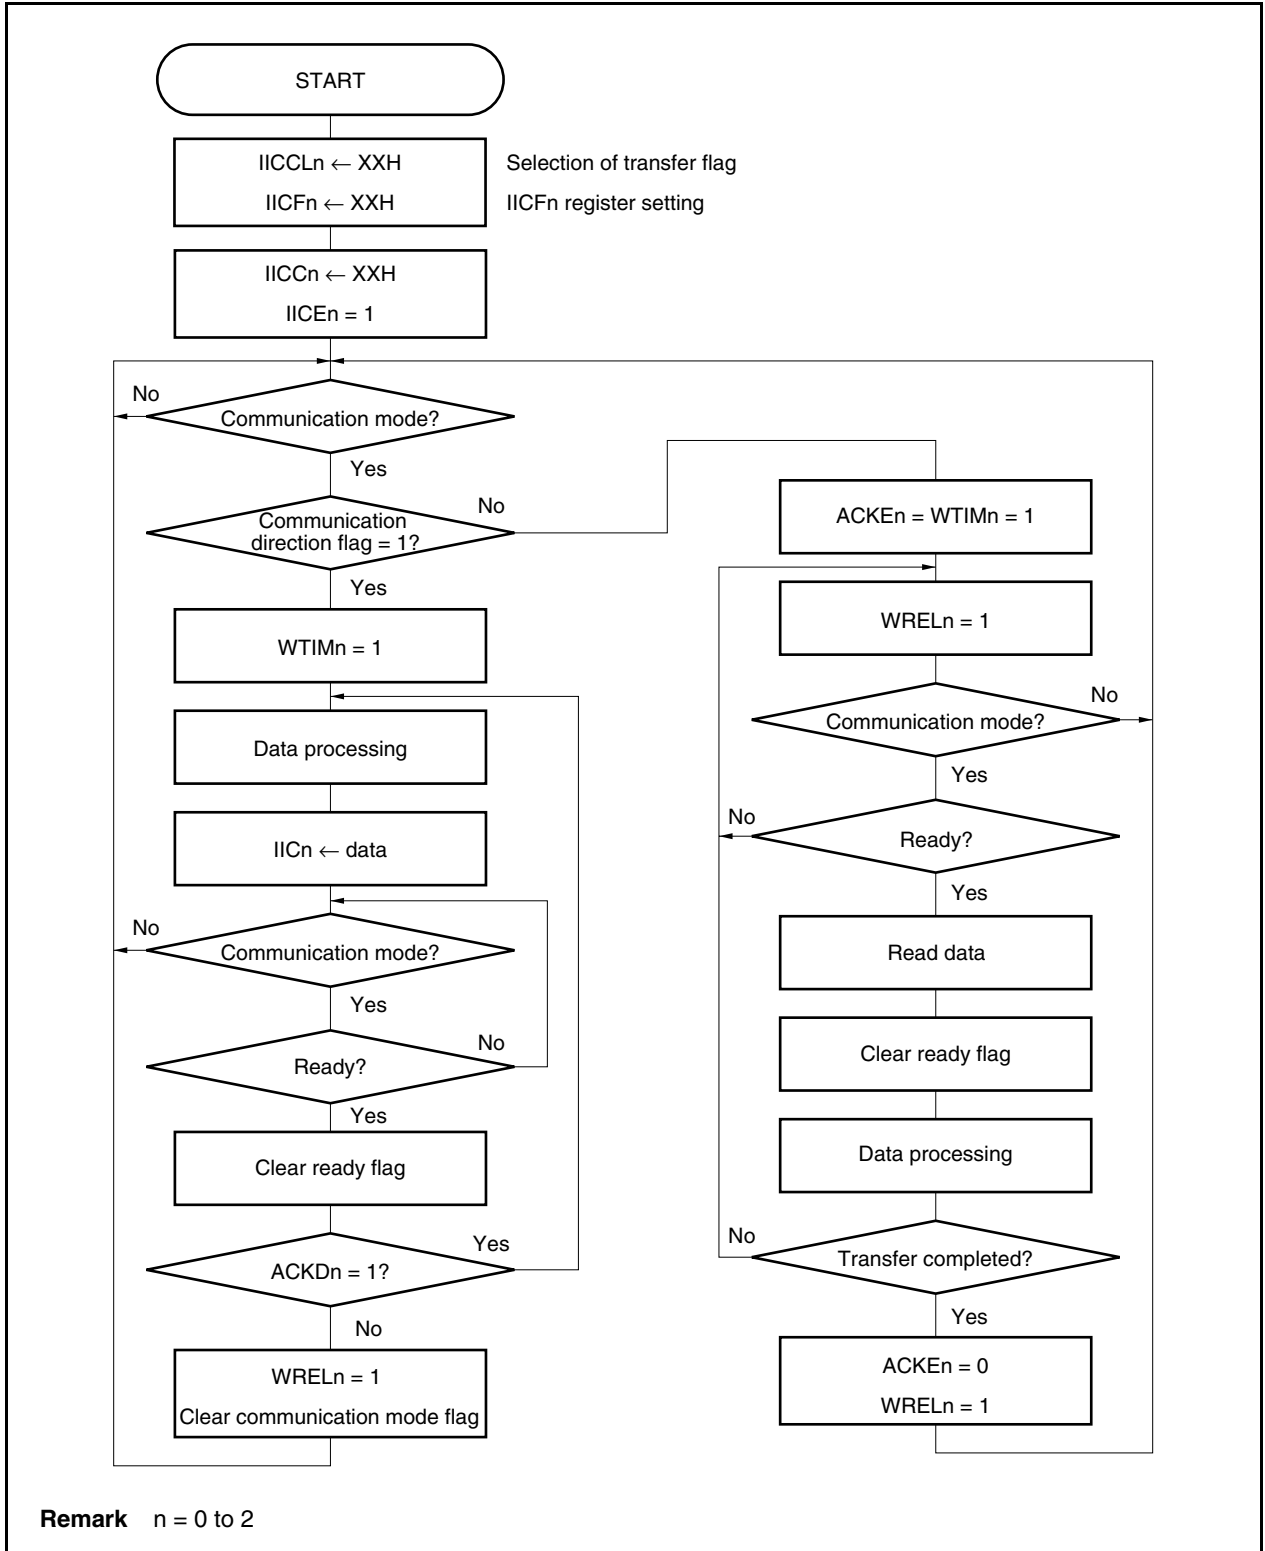 START
IICCLn ← XXH
Selection of transfer flag
IICFn ← XXH
IICFn register setting
IICCn ← XXH
IICEn = 1
No
Communication mode?
Yes
Communication
direction flag = 1?
No
Yes
WTIMn = 1
Data processing
IICn ← data
No
Communication mode?
Yes
Ready?
No
Yes
Clear ready flag
ACKDn = 1?
Yes
No
WRELn = 1
Clear communication mode flag
ACKEn = WTIMn = 1
WRELn = 1
Communication mode?
No
Yes
No
Ready?
Yes
Read data
Clear ready flag
Data processing
No
Transfer completed?
Yes
ACKEn = 0
WRELn = 1
Remark n = 0 to 2